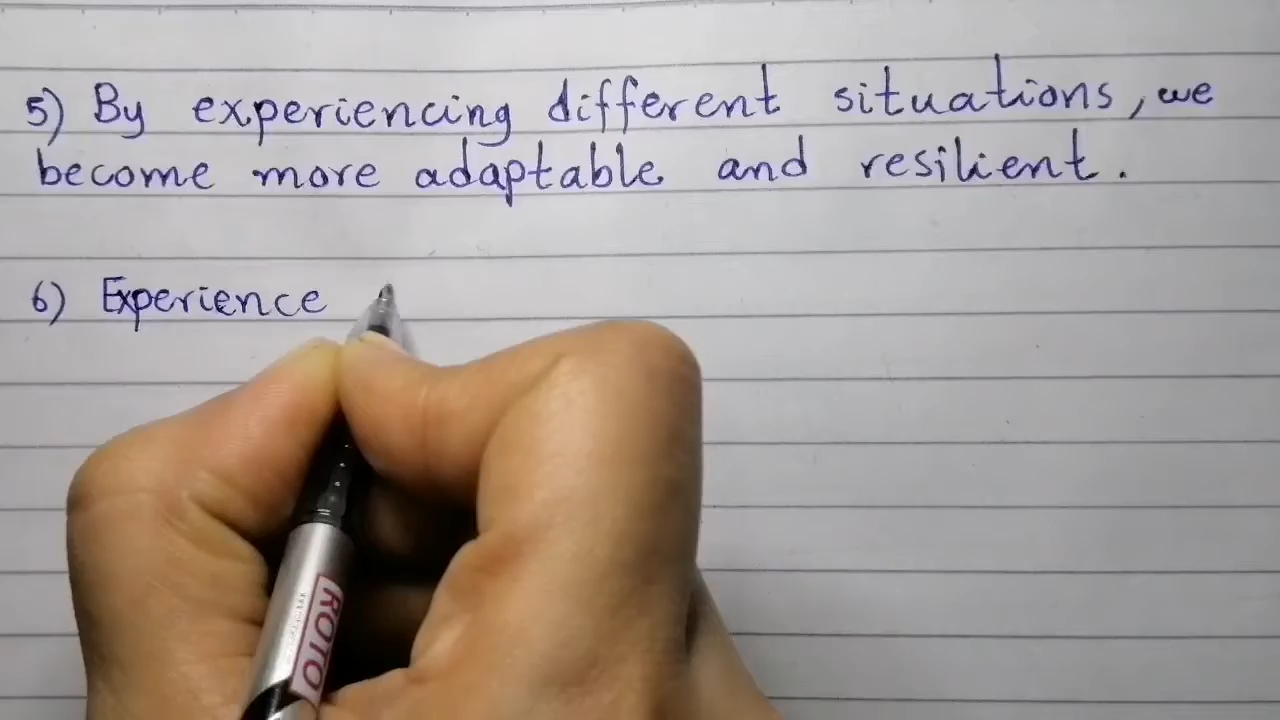 5) By experiencing different situations, we
become more adaptable and resilient.
6) Experience
ROTO